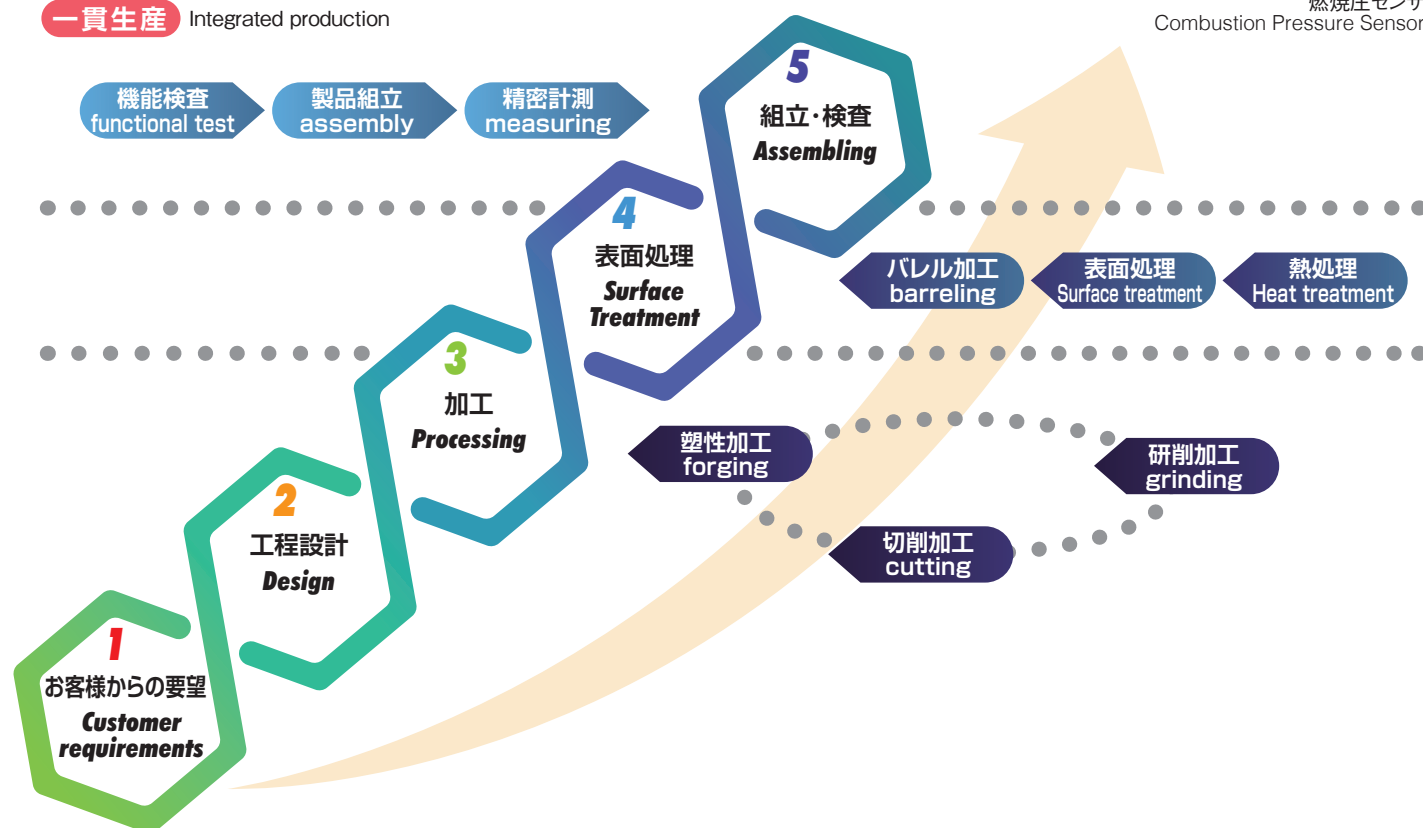 一貫生産 Integrated production
燃焼圧センサ
Combustion Pressure Sensor
機能検査
functional test
製品組立
assembly
精密計測
measuring
5
組立・検査
Assembling
4
表面処理
Surface
Treatment
バレル加工
barreling
表面処理
Surface treatment
熱処理
Heat treatment
3
加工
Processing
塑性加工
forging
研削加工
grinding
切削加工
cutting
2
工程設計
Design
1
お客様からの要望
Customer
requirements